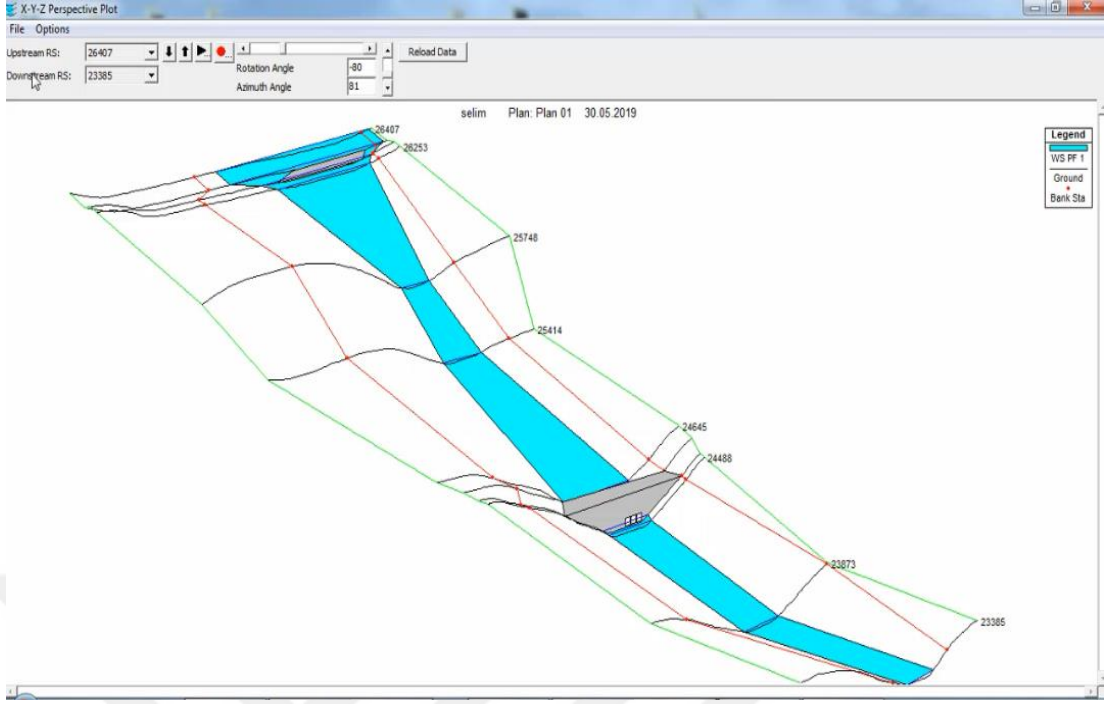 X-Y-Z Perspective Plot
File Options
Upstream RS: 26407
Downstream RS: 23385
Rotation Angle -80
Azimuth Angle 81
Reload Data
selim Plan: Plan 01 30.05.2019
Legend
WS PF 1
Ground
Bank Sta
26407
26253
25748
25414
24645
24488
23873
23385